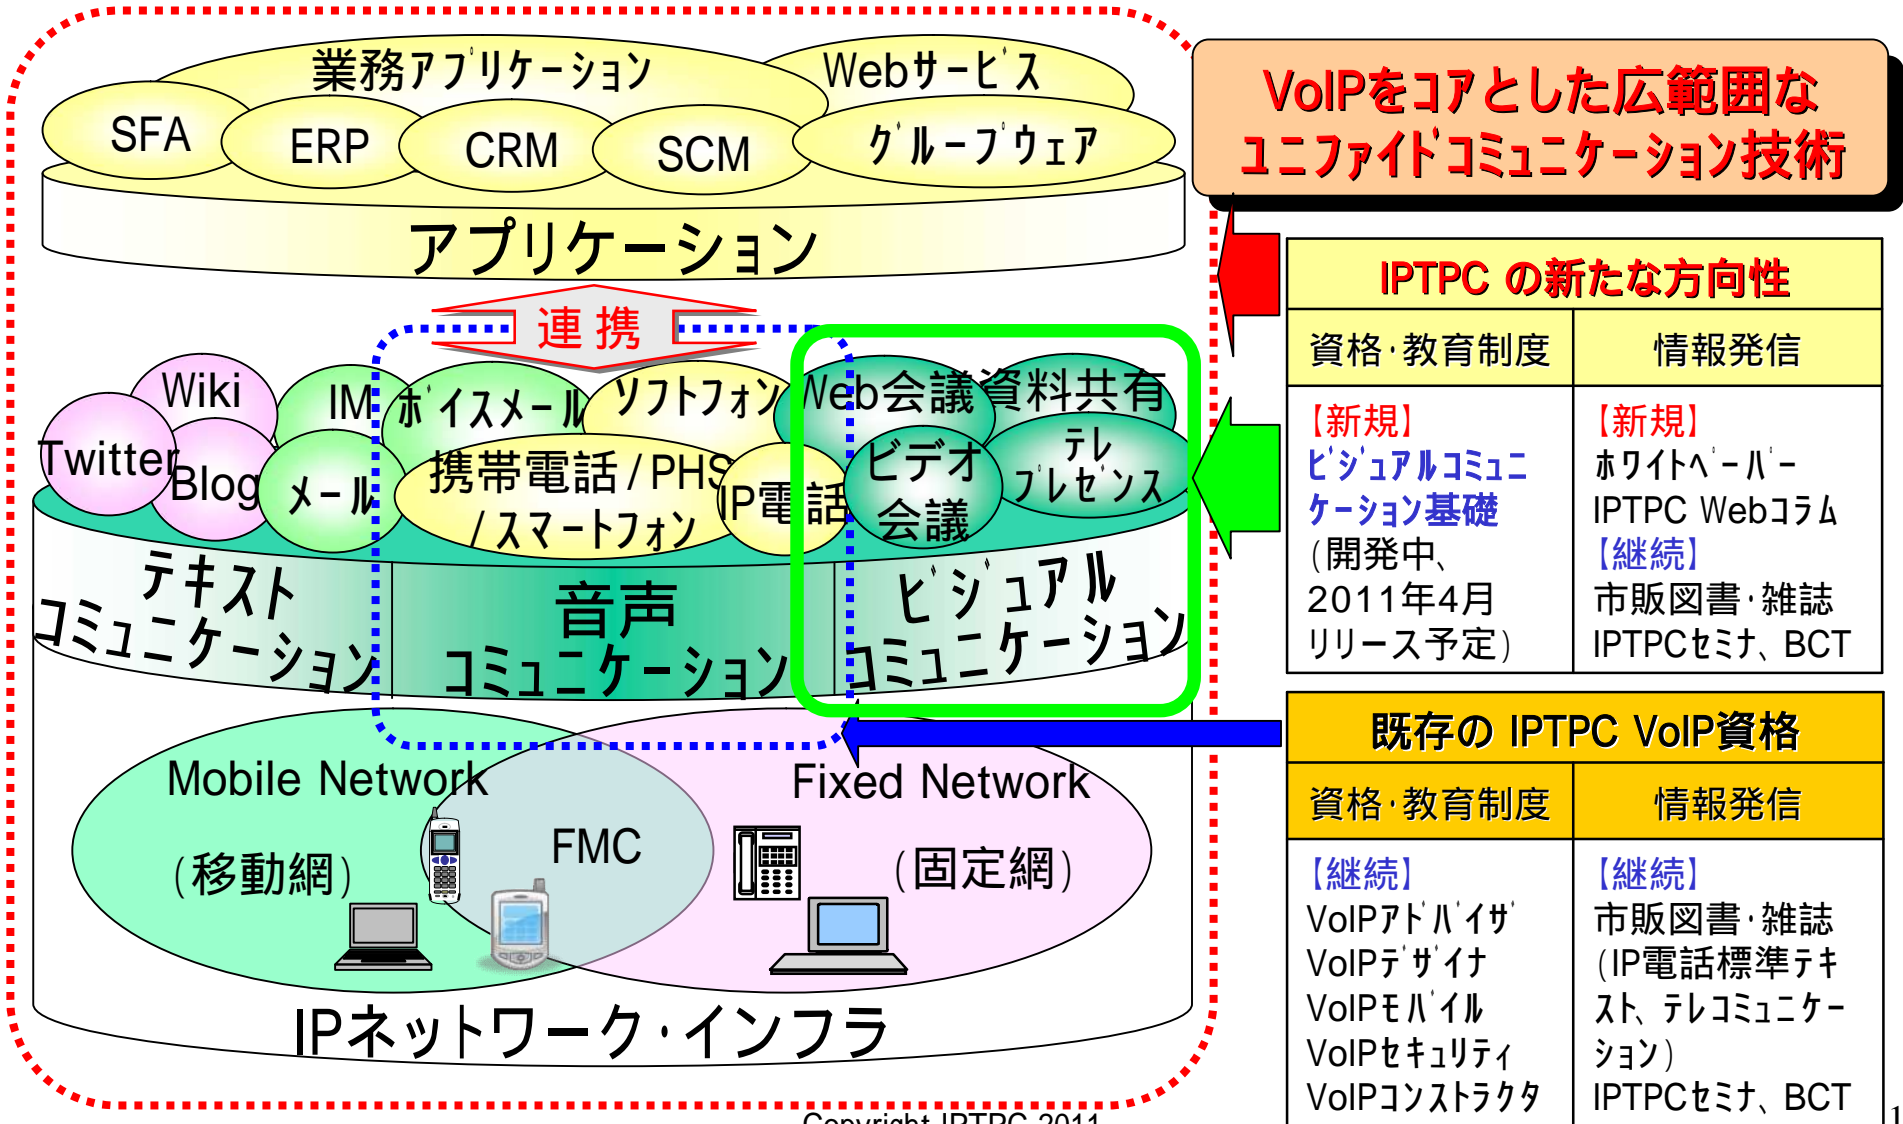 業務アプリケーション
Webサービス
SFA
ERP
CRM
SCM
グループウェア
アプリケーション
連携
Wiki
IM
ボイスメール
ソフトフォン
Web会議
資料共有
Twitter
Blog
メール
携帯電話/PHS
/スマートフォン
IP電話
ビデオ
会議
テレ
プレゼンス
テキスト
コミュニケーション
音声
コミュニケーション
ビジュアル
コミュニケーション
Mobile Network
(移動網)
FMC
Fixed Network
(固定網)
IPネットワーク・インフラ
VoIPをコアとした広範囲な
ユニファイドコミュニケーション技術
IPTPC の新たな方向性
資格・教育制度
情報発信
【新規】
ビジュアルコミュニ
ケーション基礎
(開発中、
2011年4月
リリース予定)
【新規】
ホワイトペーパー
IPTPC Webコラム
【継続】
市販図書・雑誌
IPTPCセミナ、BCT
既存の IPTPC VoIP資格
資格・教育制度
情報発信
【継続】
VoIPアドバイザ
VoIPデザイナ
VoIPモバイル
VoIPセキュリティ
VoIPコンストラクタ
【継続】
市販図書・雑誌
(IP電話標準テキ
スト、テレコミュニケー
ション)
IPTPCセミナ、BCT
Copyright IPTPC 2011
1